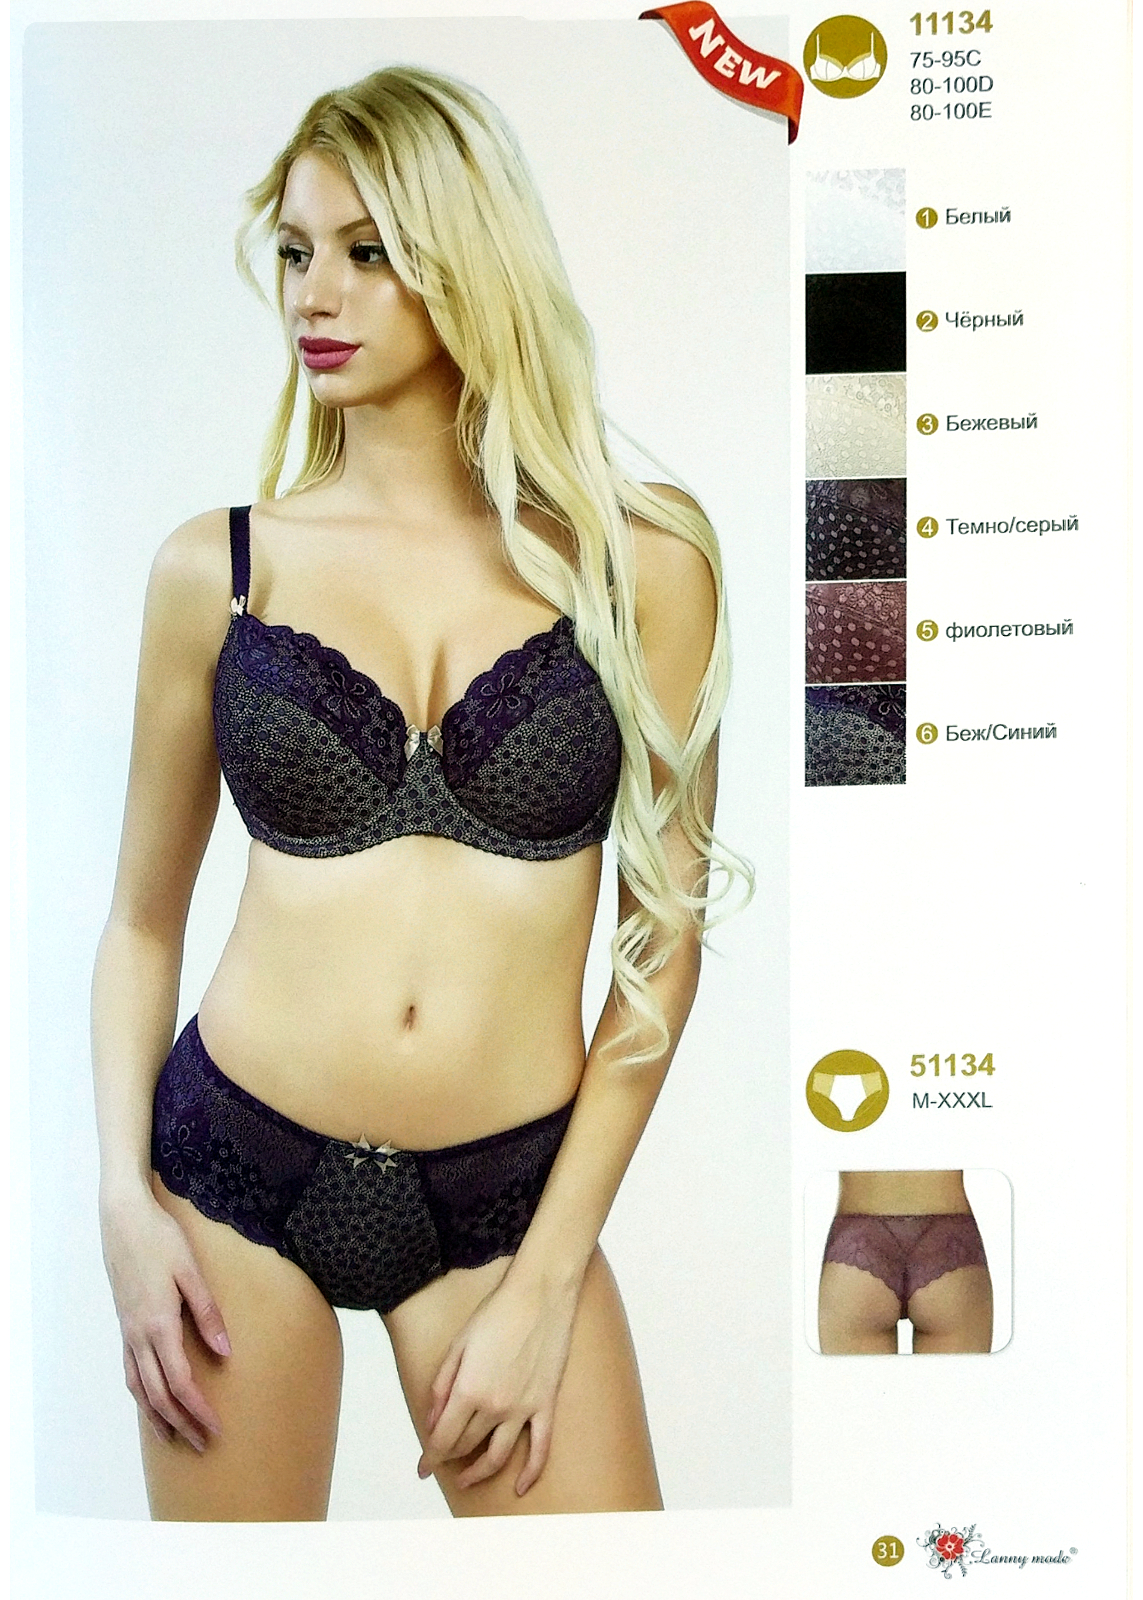 NEW
11134
75-95C
80-100D
80-100E
1 Белый
2 Чёрный
3 Бежевый
4 Темно/серый
5 фиолетовый
6 Беж/Синий
51134
M-XXXL
31
Lanny mode®